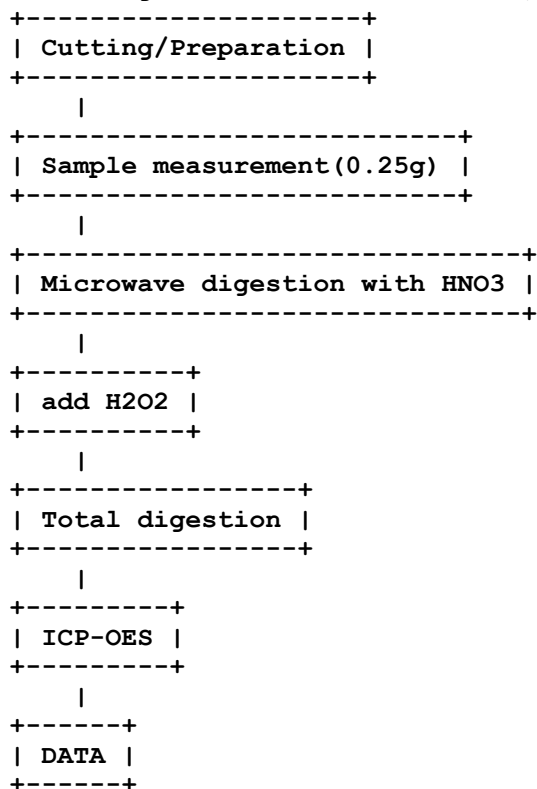 Cutting/Preparation
Sample measurement(0.25g)
Microwave digestion with HNO3
add H2O2
Total digestion
ICP-OES
DATA